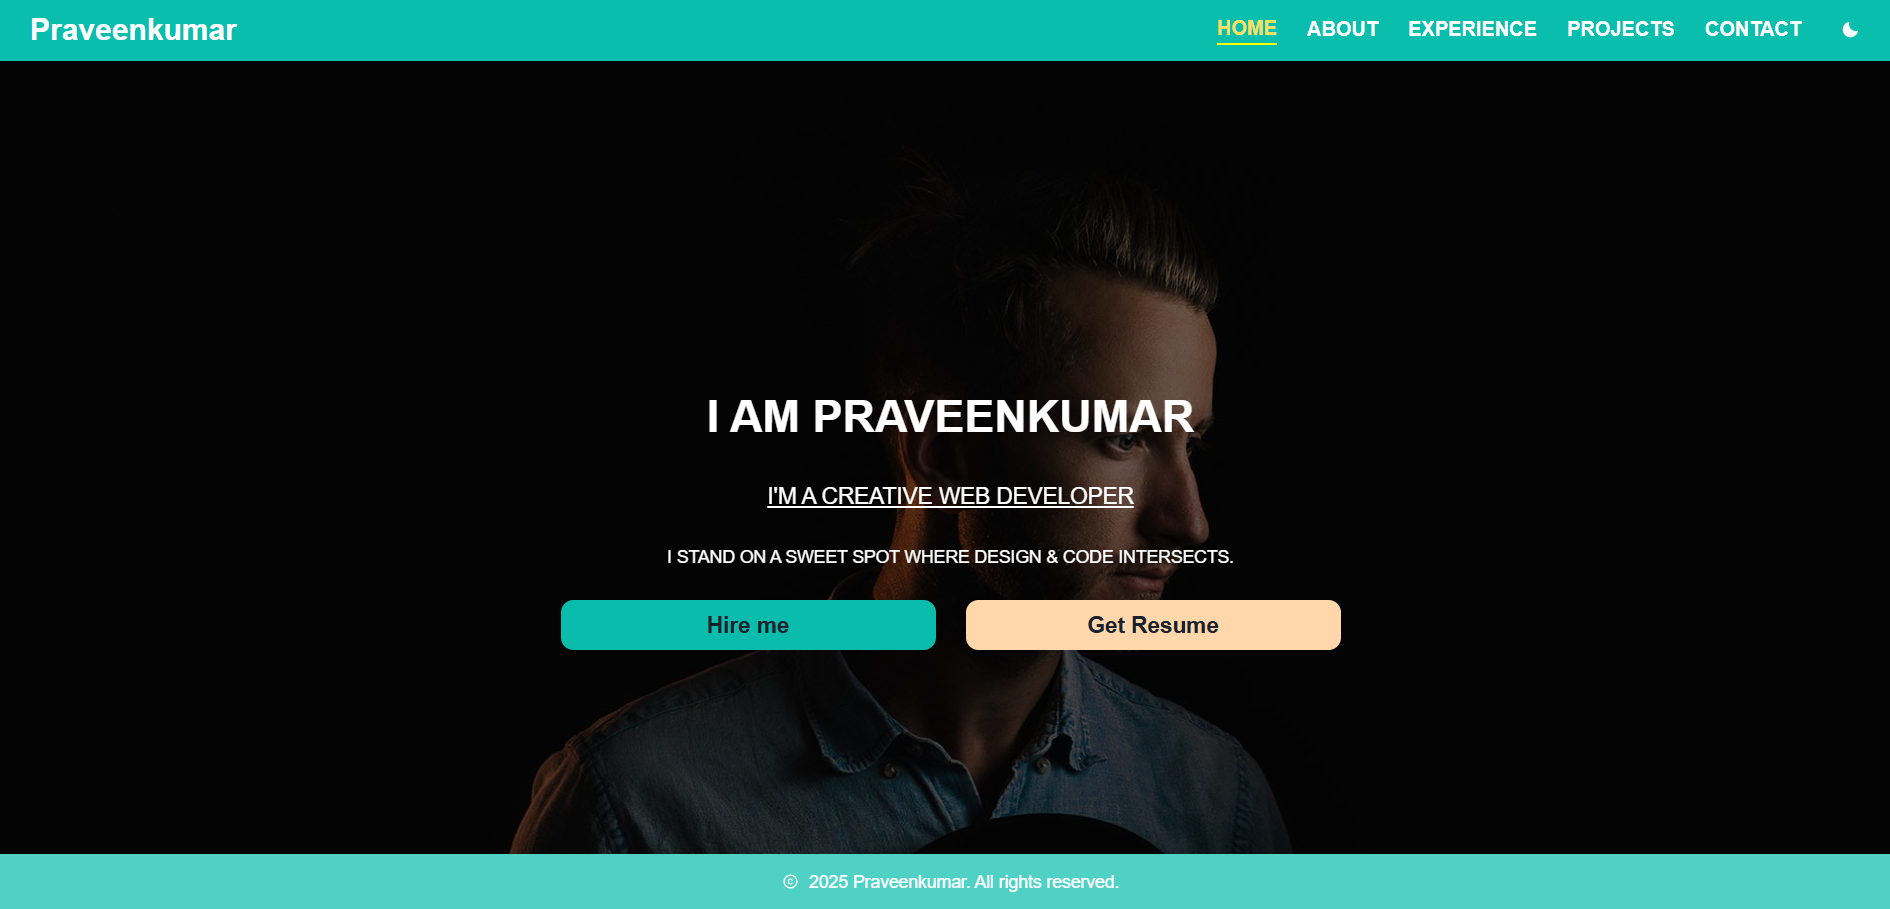 Praveenkumar
HOME ABOUT EXPERIENCE PROJECTS CONTACT
I AM PRAVEENKUMAR
I'M A CREATIVE WEB DEVELOPER
I STAND ON A SWEET SPOT WHERE DESIGN & CODE INTERSECTS.
Hire me
Get Resume
© 2025 Praveenkumar. All rights reserved.